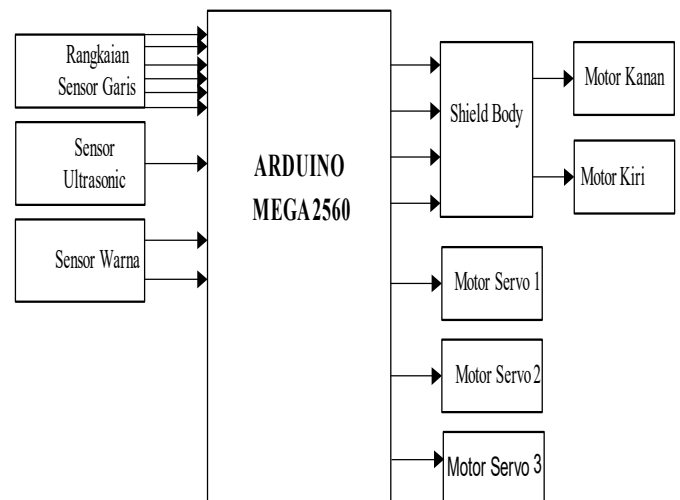 Rangkaian
Sensor Garis
Sensor
Ultrasonic
Sensor Warna
ARDUINO
MEGA2560
Shield Body
Motor Kanan
Motor Kiri
Motor Servo 1
Motor Servo 2
Motor Servo 3